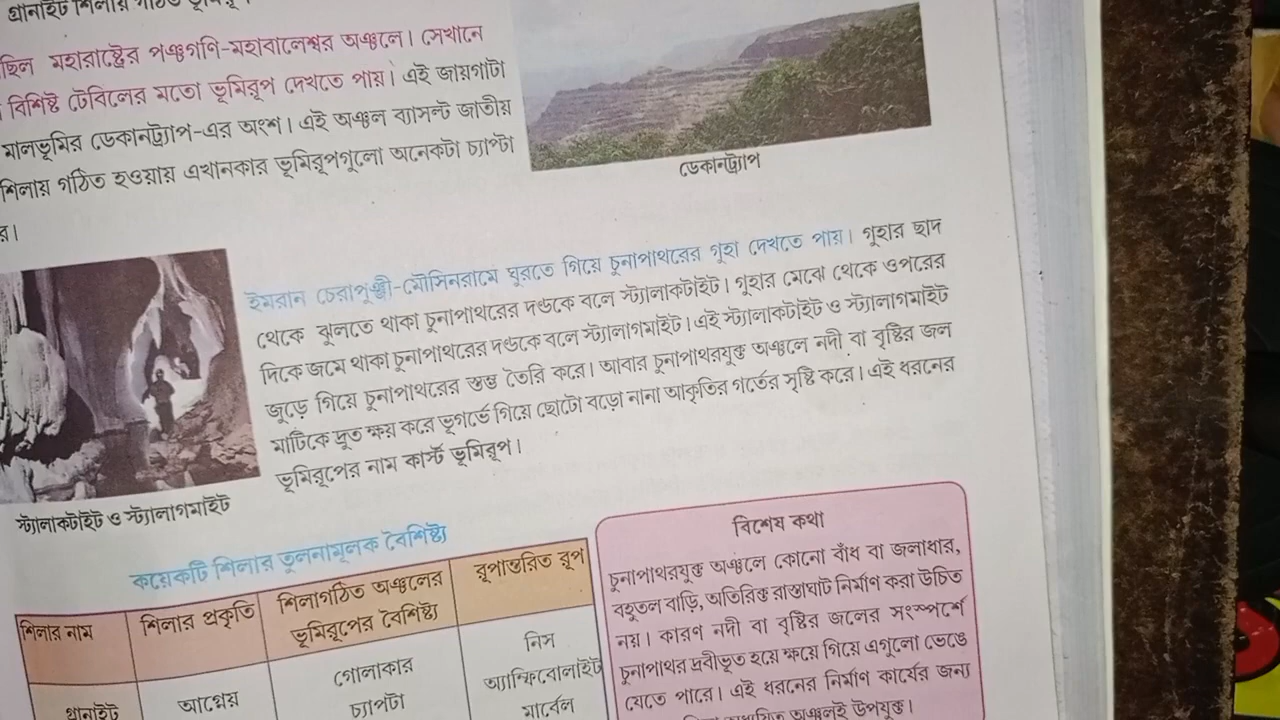 গ্রানাইট শিলায় গঠিত
ছিল মহারাষ্ট্রের পঞ্চগণি-মহাবালেশ্বর অঞ্চলে। সেখানে
বিশিষ্ট টেবিলের মতো ভূমিরূপ দেখতে পায়। এই জায়গাটা
মালভূমির ডেকানট্র্যাপ-এর অংশ। এই অঞ্চল ব্যাসল্ট জাতীয়
শিলায় গঠিত হওয়ায় এখানকার ভূমিরূপগুলো অনেকটা চ্যাপ্টা
র।
ডেকানট্র্যাপ
ইমরান চেরাপুঞ্জী-মৌসিনরামে ঘুরতে গিয়ে চুনাপাথরের গুহা দেখতে পায়। গুহার ছাদ
থেকে ঝুলতে থাকা চুনাপাথরের দণ্ডকে বলে স্ট্যালাকটাইট। গুহার মেঝে থেকে ওপরের
দিকে জমে থাকা চুনাপাথরের দণ্ডকে বলে স্ট্যালাগমাইট। এই স্ট্যালাকটাইট ও স্ট্যালাগমাইট
জুড়ে গিয়ে চুনাপাথরের স্তম্ভ তৈরি করে। আবার চুনাপাথরযুক্ত অঞ্চলে নদী বা বৃষ্টির জল
মাটিকে দ্রুত ক্ষয় করে ভূগর্ভে গিয়ে ছোটো বড়ো নানা আকৃতির গর্তের সৃষ্টি করে। এই ধরনের
ভূমিরূপের নাম কার্স্ট ভূমিরূপ।
স্ট্যালাকটাইট ও স্ট্যালাগমাইট
কয়েকটি শিলার তুলনামূলক বৈশিষ্ট্য
শিলার নাম
শিলার প্রকৃতি
শিলাগঠিত অঞ্চলের
ভূমিরূপের বৈশিষ্ট্য
রূপান্তরিত রূপ
গ্রানাইট
আগ্নেয়
গোলাকার
চ্যাপটা
নিস
অ্যাম্ফিবোলাইট
মার্বেল
বিশেষ কথা
চুনাপাথরযুক্ত অঞ্চলে কোনো বাঁধ বা জলাধার,
বহুতল বাড়ি, অতিরিক্ত রাস্তাঘাট নির্মাণ করা উচিত
নয়। কারণ নদী বা বৃষ্টির জলের সংস্পর্শে
চুনাপাথর দ্রবীভূত হয়ে ক্ষয়ে গিয়ে এগুলো ভেঙে
যেতে পারে। এই ধরনের নির্মাণ কার্যের জন্য
অঞ্চলই উপযুক্ত।